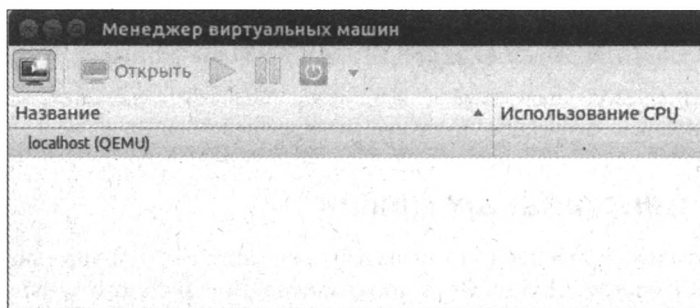 Менеджер виртуальных машин
Открыть
Название Использование CPU
localhost (QEMU)